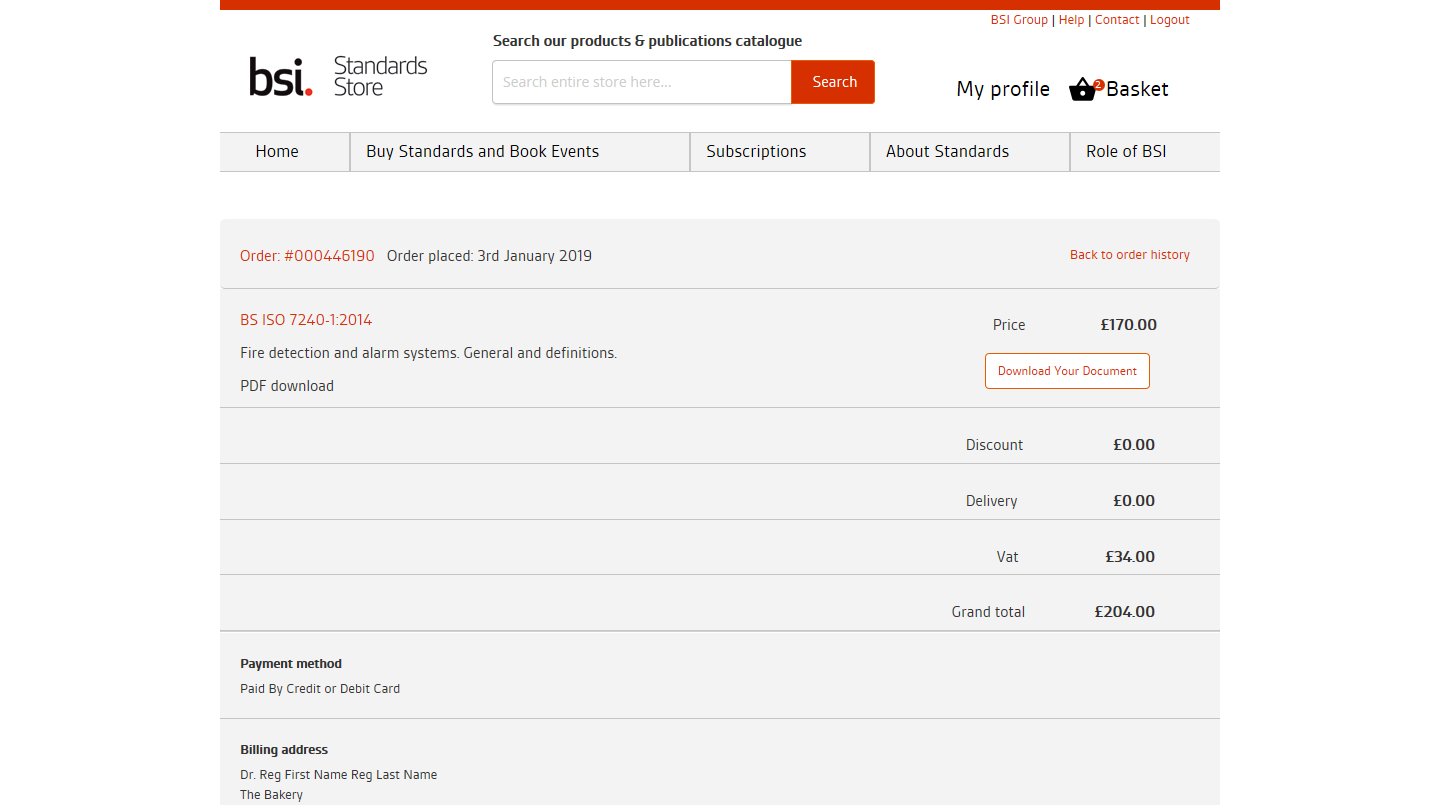 BSI Group | Help | Contact | Logout
Search our products & publications catalogue
bsi. Standards Store
Search entire store here... Search
My profile 2 Basket
Home Buy Standards and Book Events Subscriptions About Standards Role of BSI
Order: #000446190 Order placed: 3rd January 2019 Back to order history
BS ISO 7240-1:2014
Price £170.00
Fire detection and alarm systems. General and definitions.
Download Your Document
PDF download
Discount £0.00
Delivery £0.00
Vat £34.00
Grand total £204.00
Payment method
Paid By Credit or Debit Card
Billing address
Dr. Reg First Name Reg Last Name
The Bakery